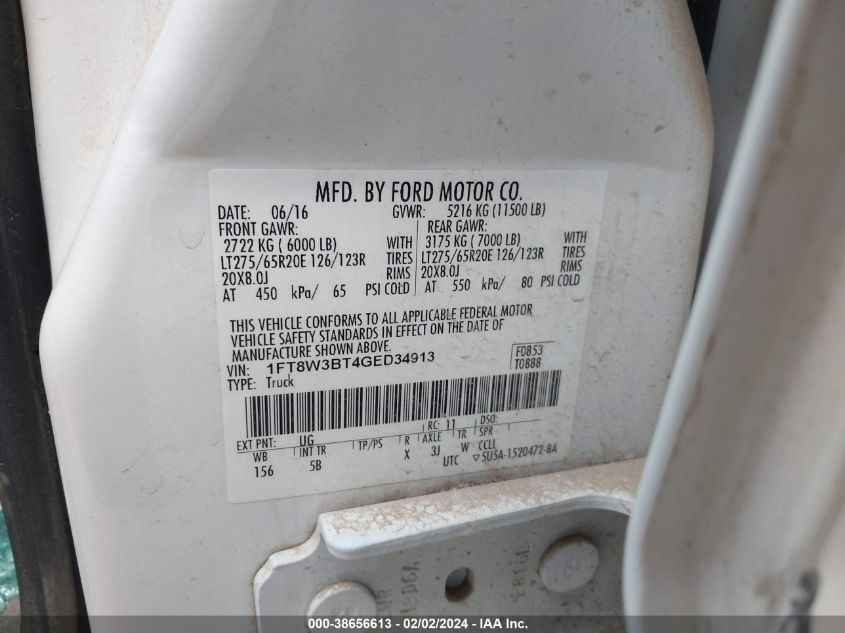 MFD. BY FORD MOTOR CO.
DATE: 06/16 GVWR: 5216 KG (11500 LB)
FRONT GAWR: REAR GAWR:
2722 KG ( 6000 LB) WITH 3175 KG ( 7000 LB) WITH
LT275/65R20E 126/123R TIRES LT275/65R20E 126/123R TIRES
20X8.0J RIMS 20X8.0J RIMS
AT 450 kPa/ 65 PSI COLD AT 550 kPa/ 80 PSI COLD
THIS VEHICLE CONFORMS TO ALL APPLICABLE FEDERAL MOTOR
VEHICLE SAFETY STANDARDS IN EFFECT ON THE DATE OF
MANUFACTURE SHOWN ABOVE.
1FT8W3BT4GED34913 F0853
TYPE: Truck T0888
EXT PNT: UG RC: 11 DSO:
WB INT TR TP/PS R AXLE TR SPR
156 5B X 3J W CCLL
UTC ▽5U5A-1520472-BA
000-38656613 - 02/02/2024 - IAAI Inc.